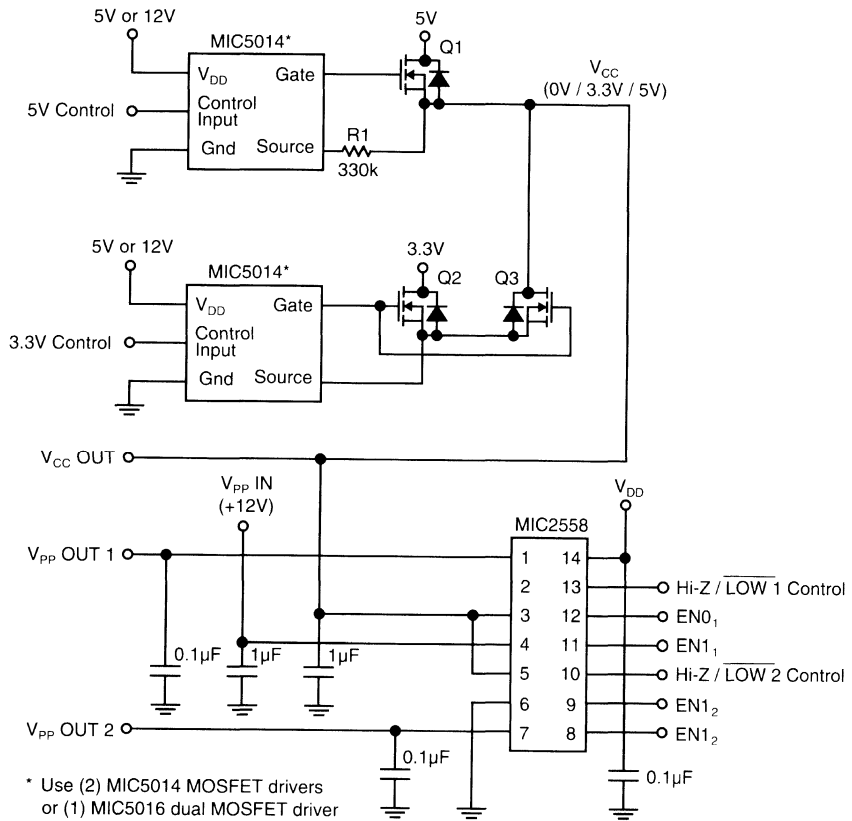 5V or 12V
MIC5014*
5V
Q1
VDD
Gate
VCC
(0V / 3.3V / 5V)
5V Control
Control
Input
R1
Gnd
Source
330k
5V or 12V
MIC5014*
3.3V
Q2
Q3
VDD
Gate
3.3V Control
Control
Input
Gnd
Source
VCC OUT
VPP IN
(+12V)
VDD
MIC2558
VPP OUT 1
1
14
2
13
Hi-Z / LOW 1 Control
3
12
EN01
4
11
EN11
0.1µF
1µF
1µF
5
10
Hi-Z / LOW 2 Control
6
9
EN12
VPP OUT 2
7
8
EN12
0.1µF
0.1µF
* Use (2) MIC5014 MOSFET drivers
or (1) MIC5016 dual MOSFET driver